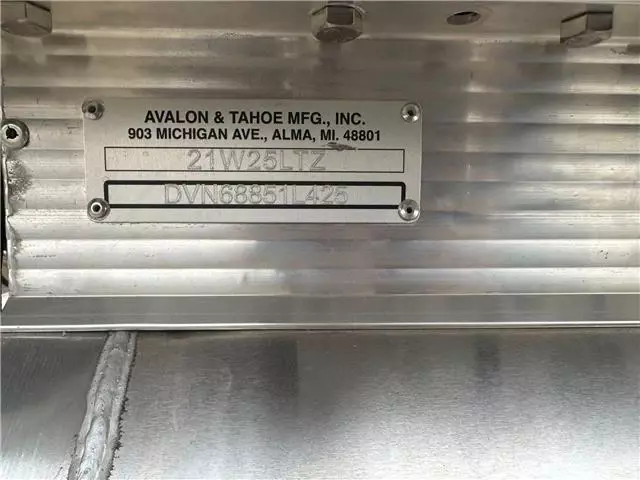 AVALON & TAHOE MFG., INC.
903 MICHIGAN AVE., ALMA, MI. 48801
21W25LTZ
DVN68851L425